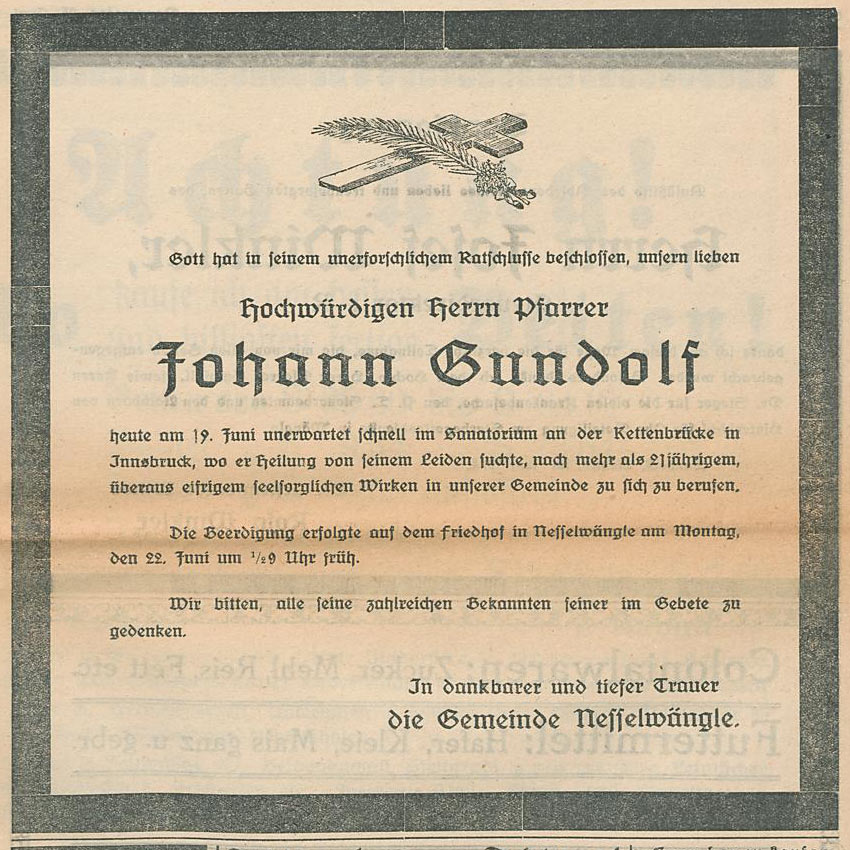 Gott hat in seinem unerforschlichem Ratschlusse beschlossen, unsern lieben
Hochwürdigen Herrn Pfarrer
Johann Gundolf
heute am 19. Juni unerwartet schnell im Sanatorium an der Kettenbrücke in
Innsbruck, wo er Heilung von seinem Leiden suchte, nach mehr als 21jährigem,
überaus eifrigem seelsorglichen Wirken in unserer Gemeinde zu sich zu berufen.
Die Beerdigung erfolgte auf dem Friedhof in Nesselwängle am Montag,
den 22. Juni um ½9 Uhr früh.
Wir bitten, alle seine zahlreichen Bekannten seiner im Gebete zu
gedenken.
In dankbarer und tiefer Trauer
die Gemeinde Nesselwängle.